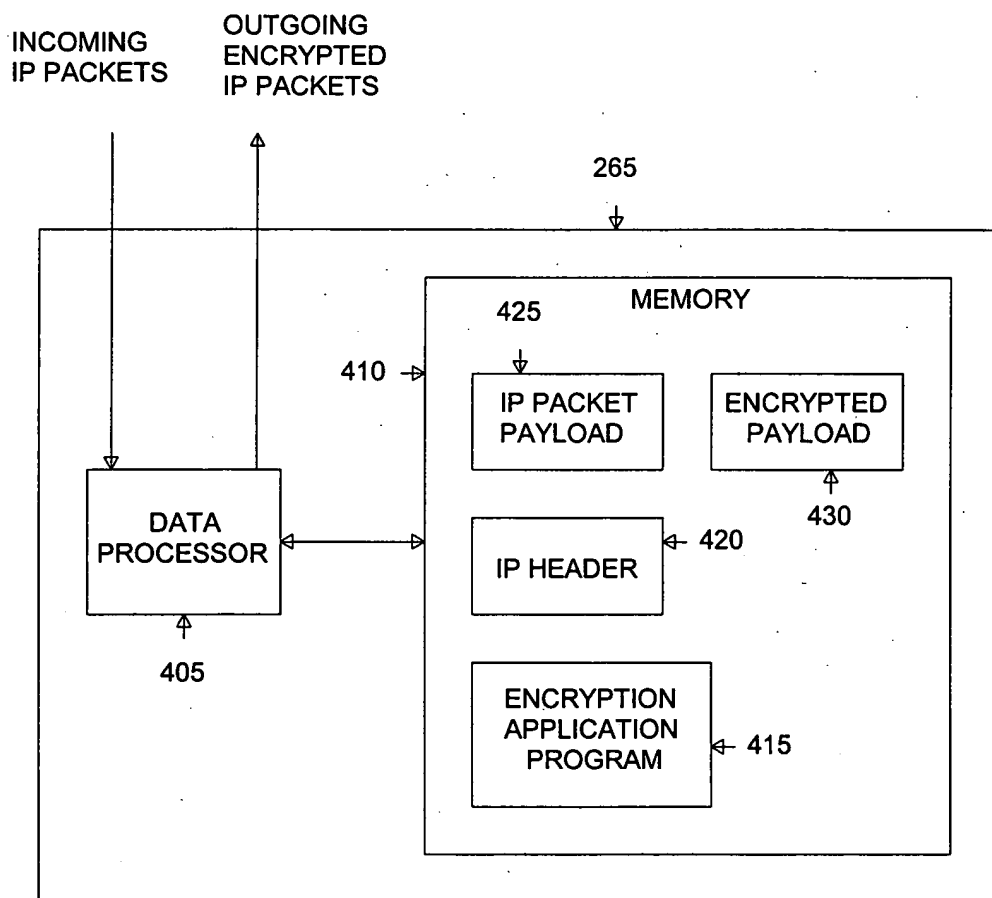 INCOMING
IP PACKETS
OUTGOING
ENCRYPTED
IP PACKETS
265
MEMORY
425
410
IP PACKET
PAYLOAD
ENCRYPTED
PAYLOAD
430
DATA
PROCESSOR
420
IP HEADER
405
ENCRYPTION
APPLICATION
PROGRAM
415